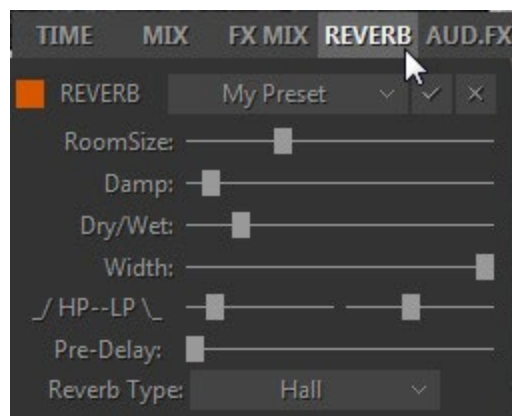 TIME MIX FX MIX REVERB AUD.FX
REVERB My Preset
RoomSize:
Damp:
Dry/Wet:
Width:
_/ HP--LP \_
Pre-Delay:
Reverb Type: Hall